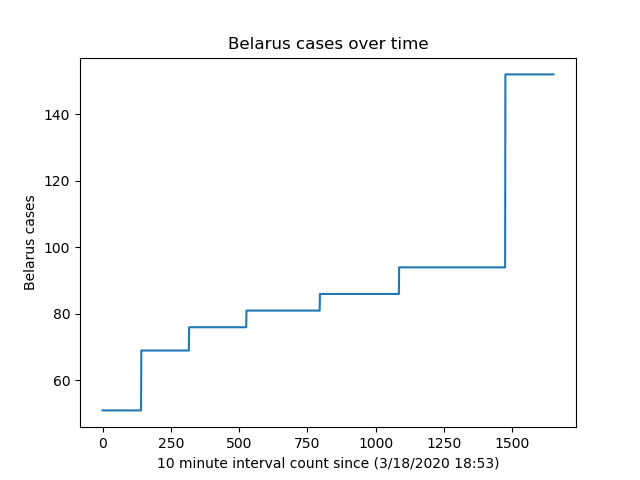 Belarus cases over time
Belarus cases
140
120
100
80
60
0 250 500 750 1000 1250 1500
10 minute interval count since (3/18/2020 18:53)